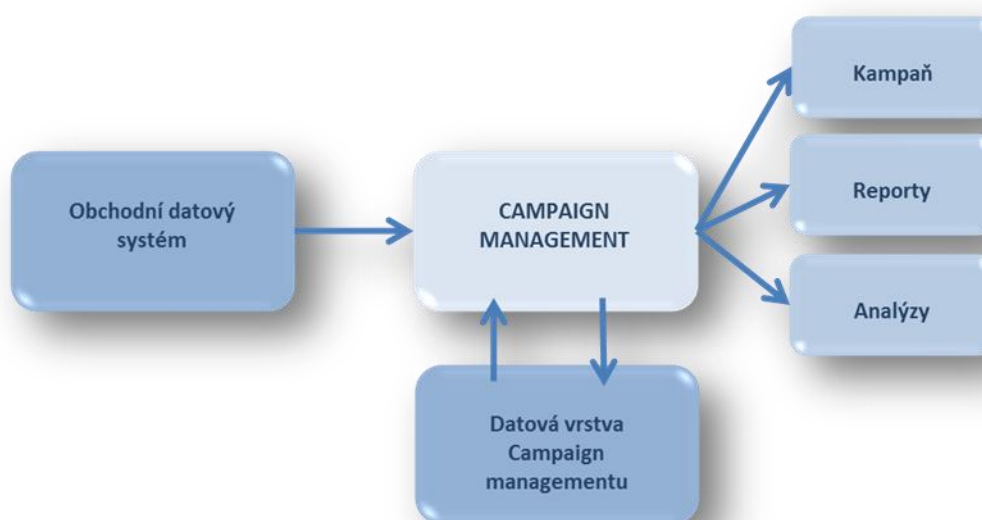 Obchodní datový
systém
CAMPAIGN
MANAGEMENT
Kampaň
Reporty
Analýzy
Datová vrstva
Campaign
managementu